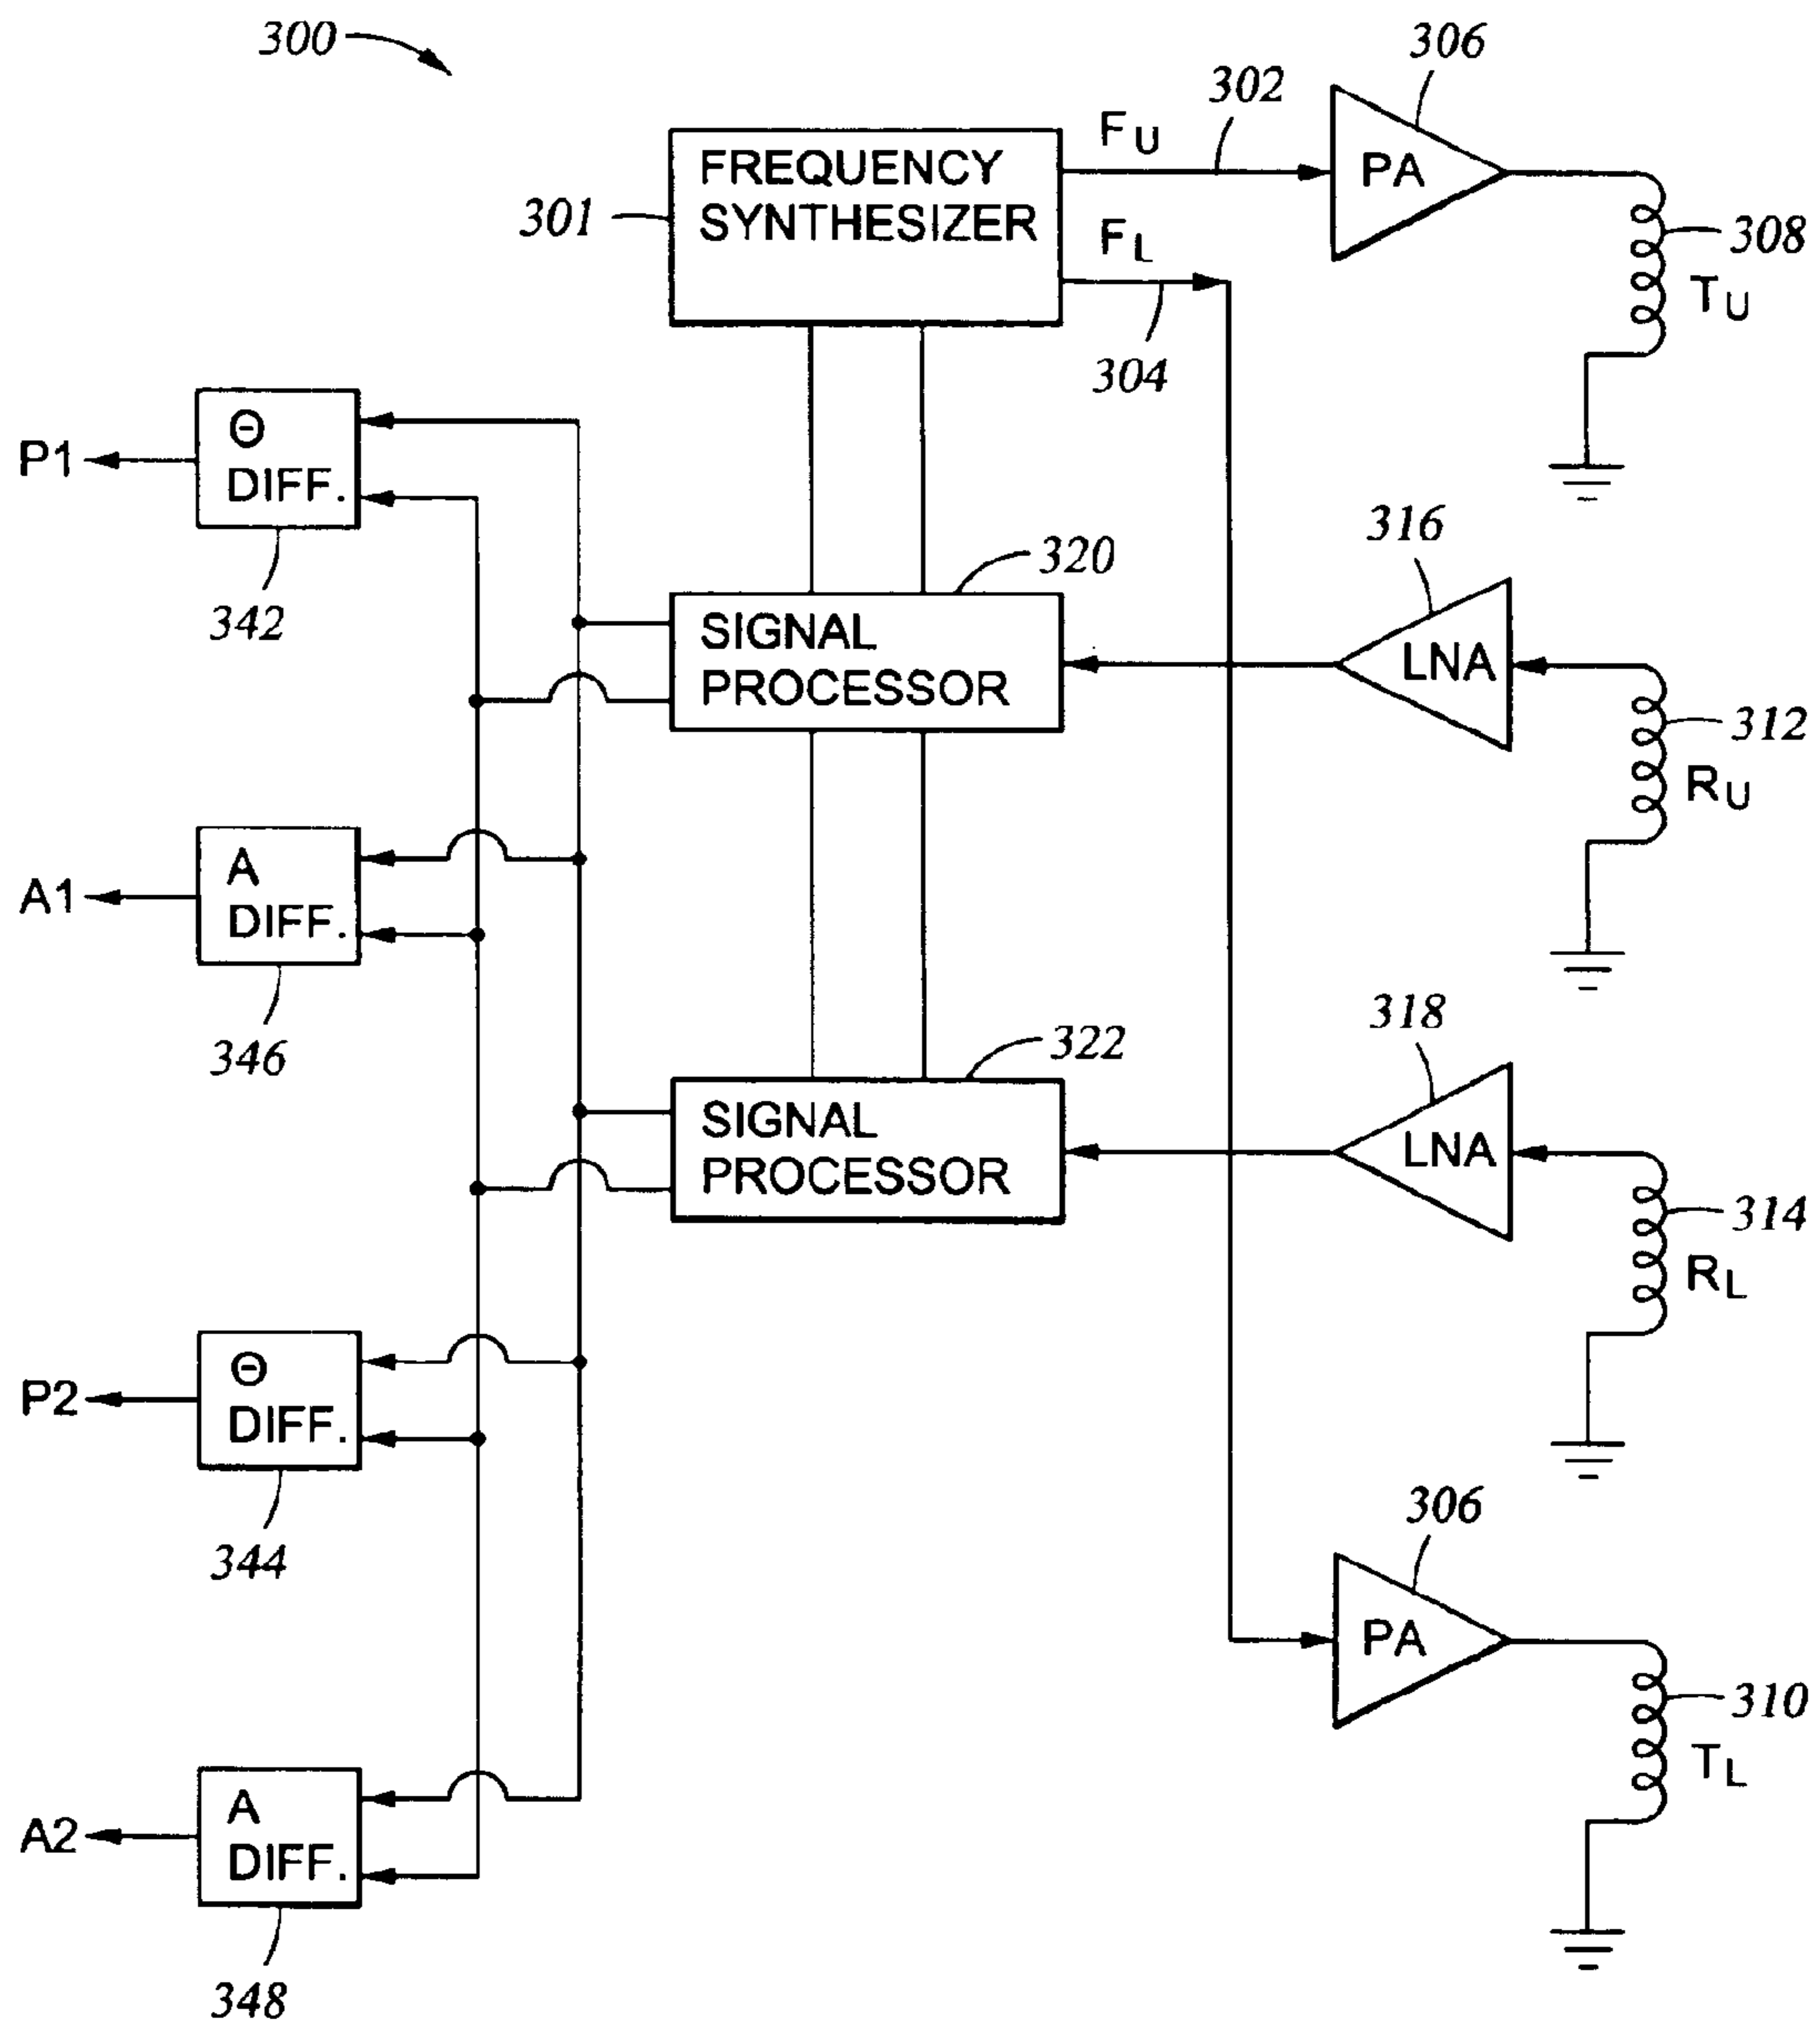 300
306
302
FU
PA
FREQUENCY
SYNTHESIZER
301
FL
308
TU
304
Θ
DIFF.
P1
342
316
320
SIGNAL
PROCESSOR
LNA
312
RU
A
DIFF.
A1
346
318
322
SIGNAL
PROCESSOR
LNA
314
RL
Θ
DIFF.
P2
344
306
PA
310
TL
A
DIFF.
A2
348